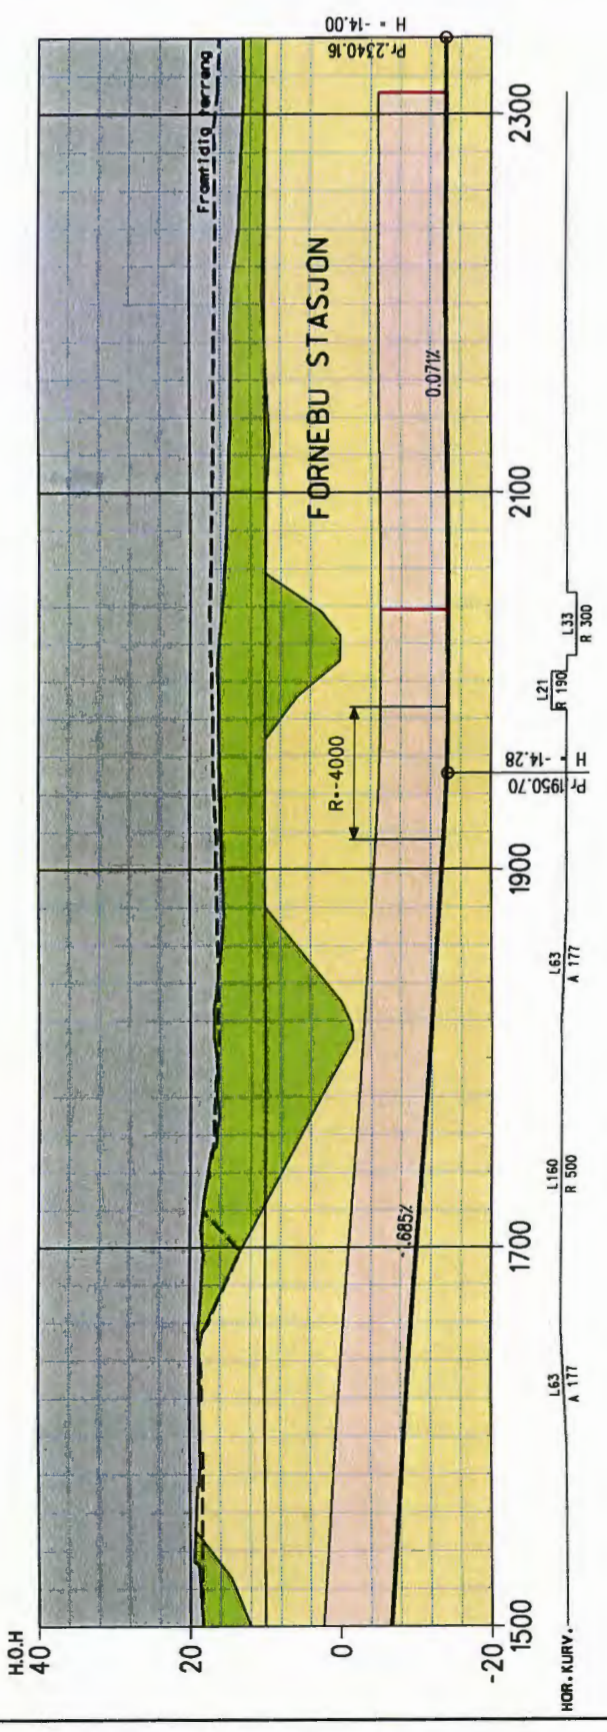 H.O.H
40
20
0
-20
Framtidig terreng
FORNEBU STASJON
R=-4000
0.071%
Pr.1950.70
H = -14.28
Pr.2340.16
H = -14.00
1500
1700
1900
2100
2300
HOR. KURV.
L63
A 177
L160
R 500
L63
A 177
L21
R 190
L33
R 300